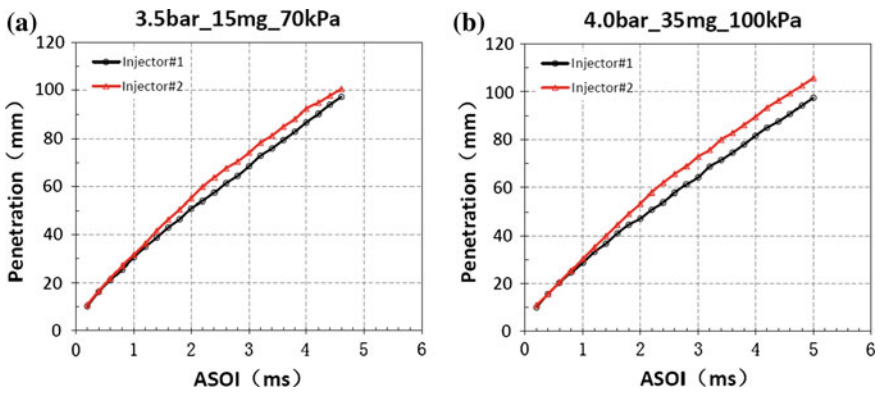 (a)
3.5bar_15mg_70kPa
Injector#1
Injector#2
Penetration（mm）
120
100
80
60
40
20
0
0 1 2 3 4 5 6
ASOI（ms）
(b)
4.0bar_35mg_100kPa
Injector#1
Injector#2
Penetration（mm）
120
100
80
60
40
20
0
0 1 2 3 4 5 6
ASOI（ms）